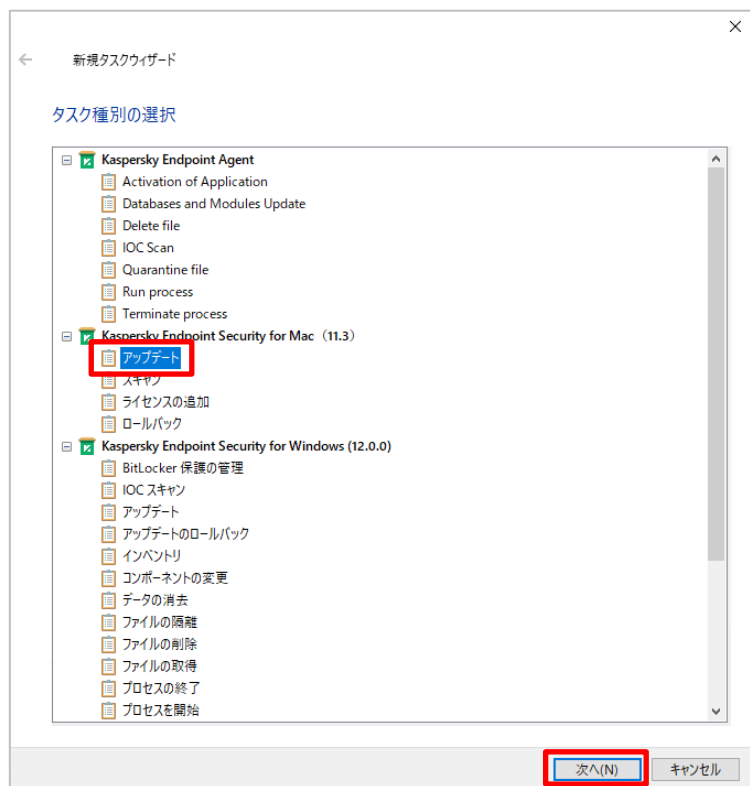 新規タスクウィザード
タスク種別の選択
Kaspersky Endpoint Agent
Activation of Application
Databases and Modules Update
Delete file
IOC Scan
Quarantine file
Run process
Terminate process
Kaspersky Endpoint Security for Mac（11.3）
アップデート
スキャン
ライセンスの追加
ロールバック
Kaspersky Endpoint Security for Windows (12.0.0)
BitLocker 保護の管理
IOC スキャン
アップデート
アップデートのロールバック
インベントリ
コンポーネントの変更
データの消去
ファイルの隔離
ファイルの削除
ファイルの取得
プロセスの終了
プロセスを開始
次へ(N) キャンセル